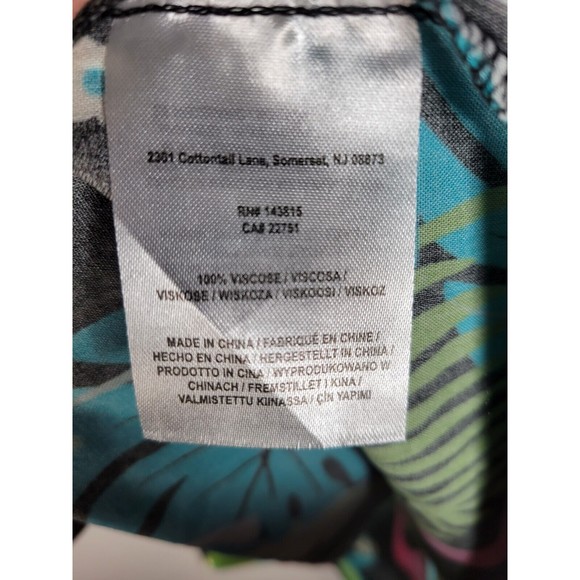 2301 Cottontail Lane, Somerset, NJ 08873
RN# 143815
CA# 22751
100% VISCOSE / VISCOSA /
VISKOSE / WISKOZA / VISKOOSI / VISKOZ
MADE IN CHINA / FABRIQUÉ EN CHINE /
HECHO EN CHINA / HERGESTELLT IN CHINA /
PRODOTTO IN CINA / WYPRODUKOWANO W
CHINACH / FREMSTILLET I KINA /
VALMISTETTU KIINASSA / ÇİN YAPIMI